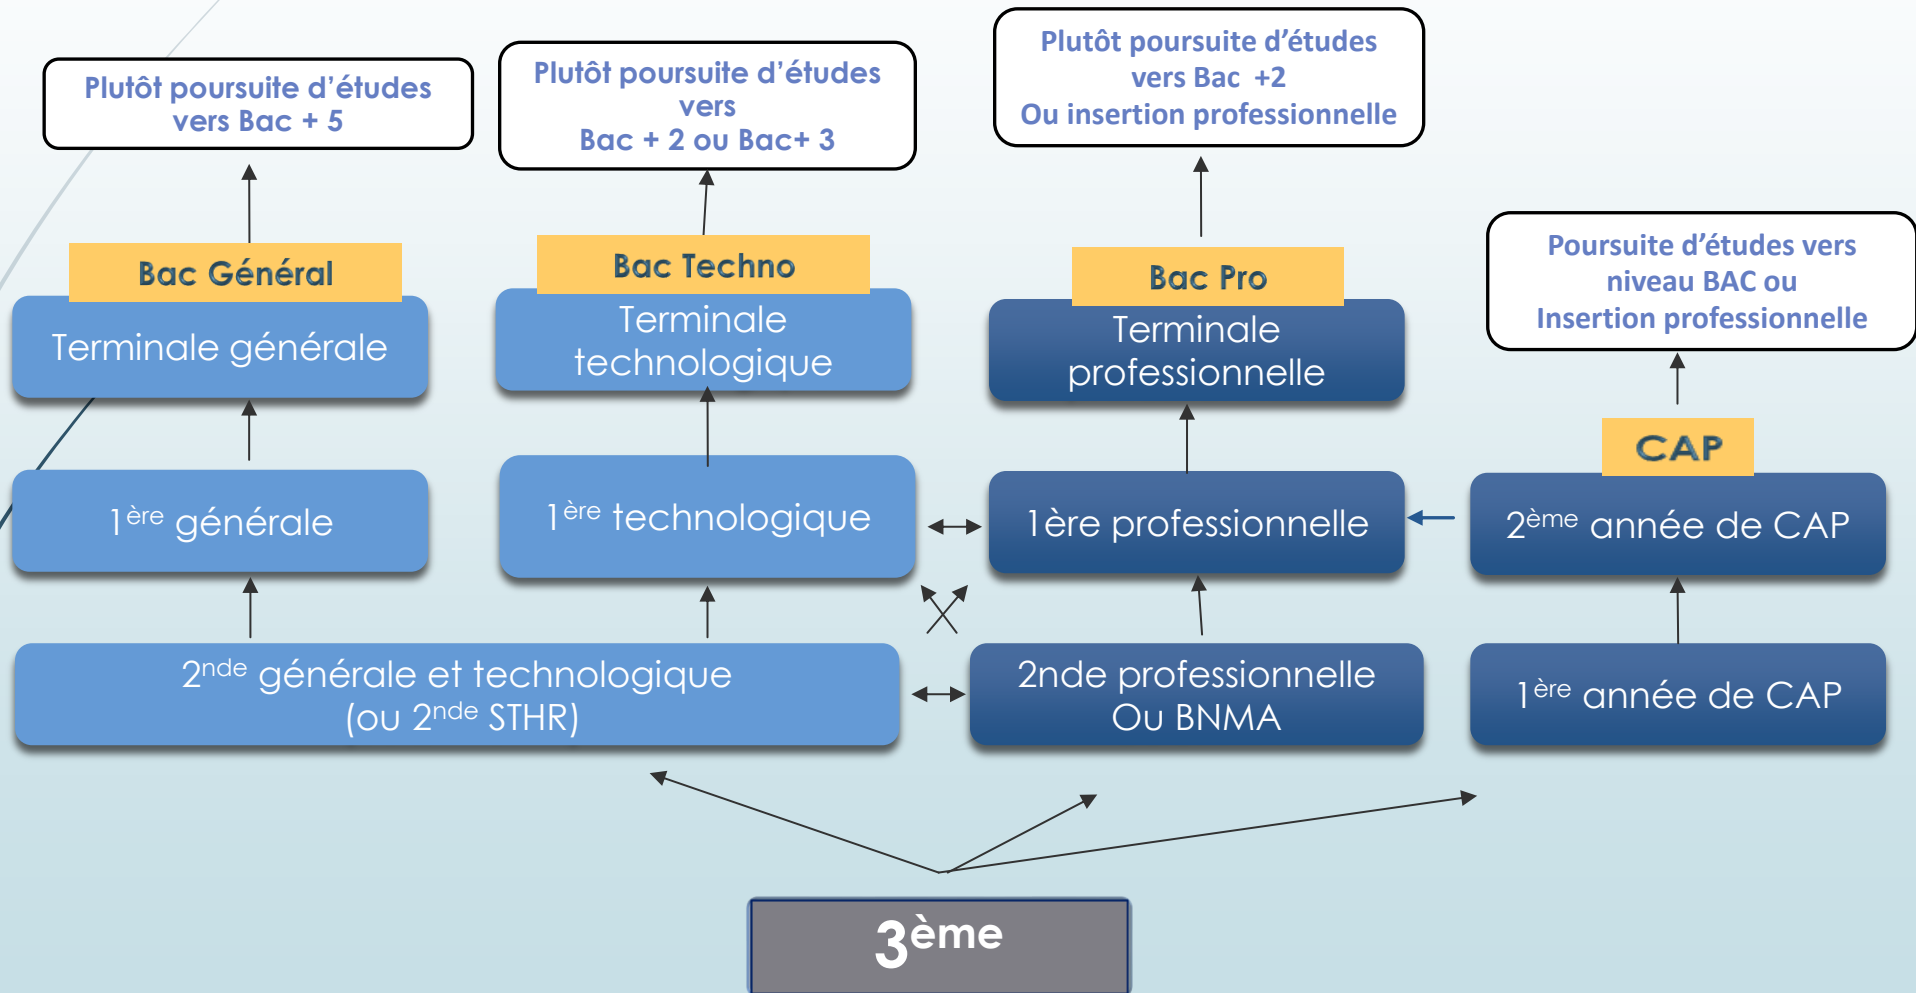 Plutôt poursuite d'études
vers Bac + 5
Plutôt poursuite d'études
vers
Bac + 2 ou Bac+ 3
Plutôt poursuite d'études
vers Bac +2
Ou insertion professionnelle
Poursuite d'études vers
niveau BAC ou
Insertion professionnelle
Bac Général
Bac Techno
Bac Pro
CAP
Terminale générale
Terminale
technologique
Terminale
professionnelle
1ère générale
1ère technologique
1ère professionnelle
2ème année de CAP
2nde générale et technologique
(ou 2nde STHR)
2nde professionnelle
Ou BNMA
1ère année de CAP
3ème